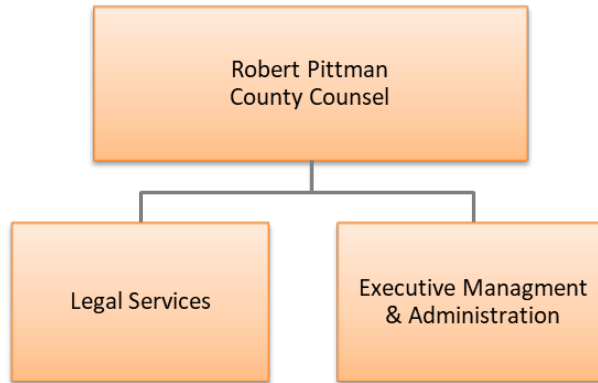 Robert Pittman
County Counsel
Legal Services
Executive Managment
& Administration